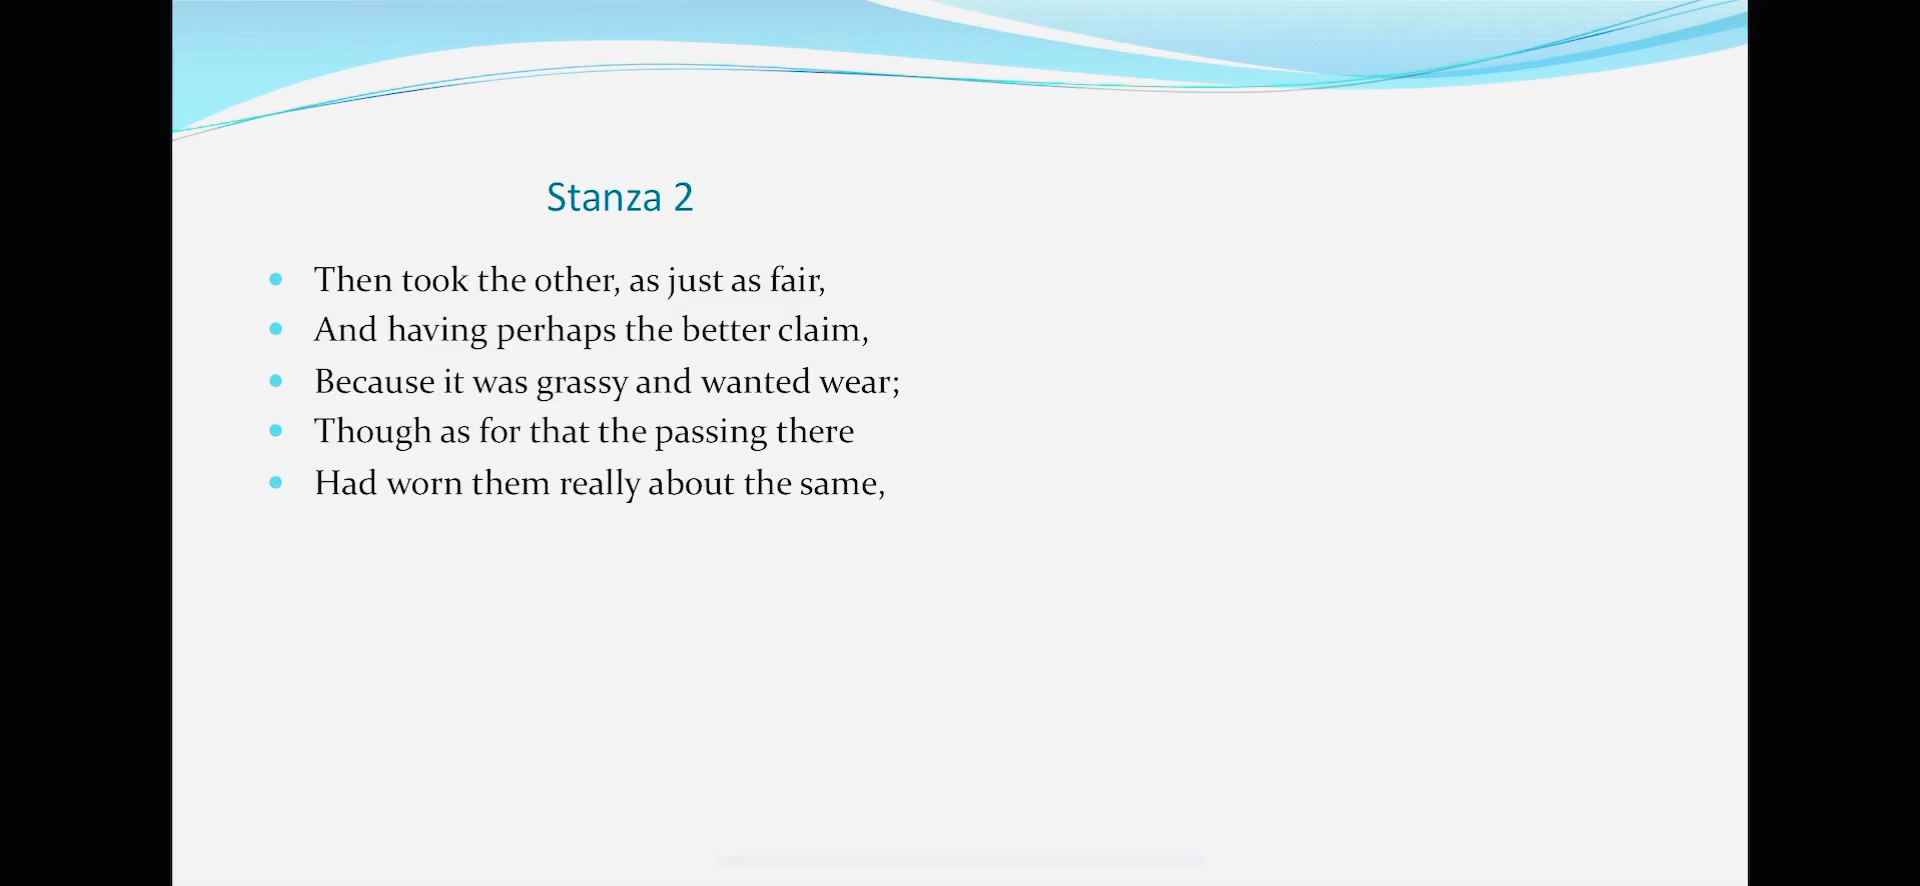 Stanza 2
Then took the other, as just as fair,
And having perhaps the better claim,
Because it was grassy and wanted wear;
Though as for that the passing there
Had worn them really about the same,